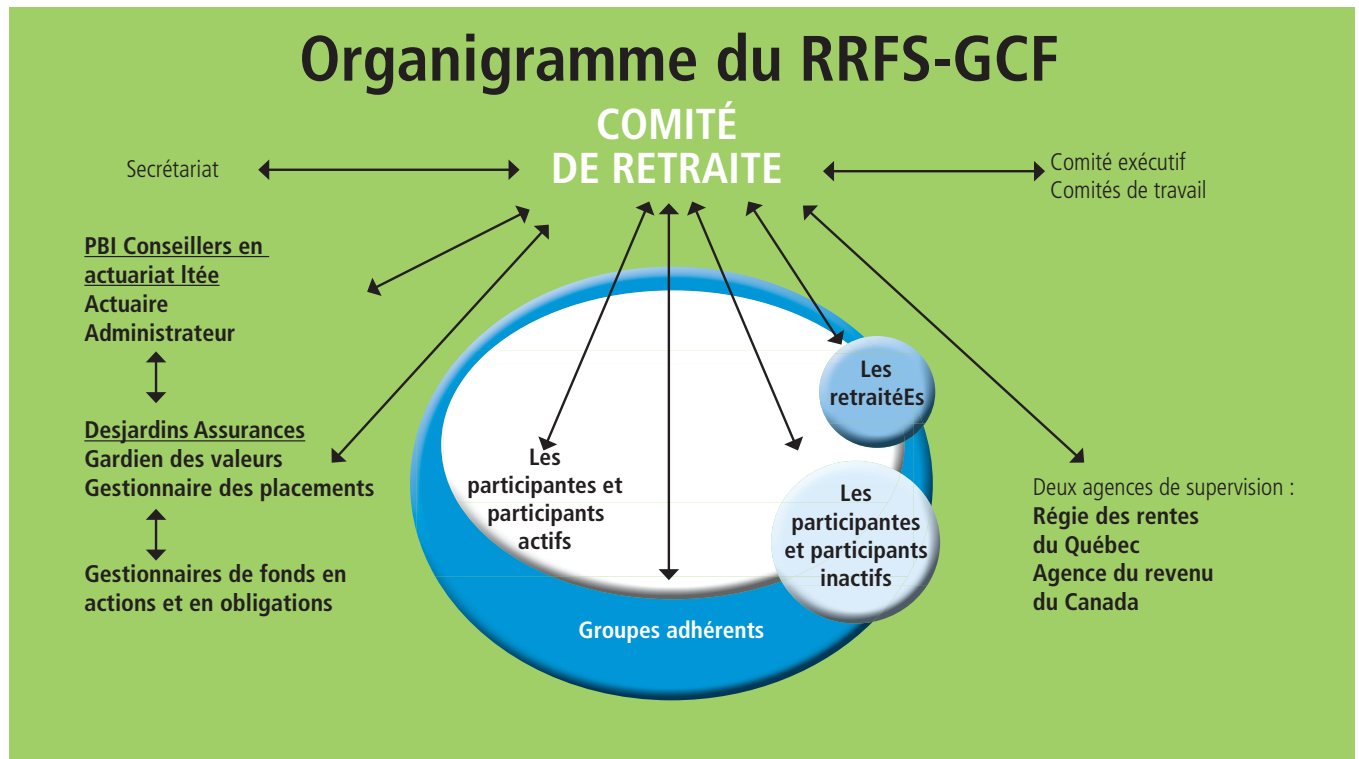 Organigramme du RRFS-GCF
COMITÉ
DE RETRAITE
Secrétariat
Comité exécutif
Comités de travail
PBI Conseillers en
actuariat ltée
Actuaire
Administrateur
Desjardins Assurances
Gardien des valeurs
Gestionnaire des placements
Gestionnaires de fonds en
actions et en obligations
Les
participantes et
participants
actifs
Les
retraitéEs
Les
participantes
et participants
inactifs
Groupes adhérents
Deux agences de supervision :
Régie des rentes
du Québec
Agence du revenu
du Canada